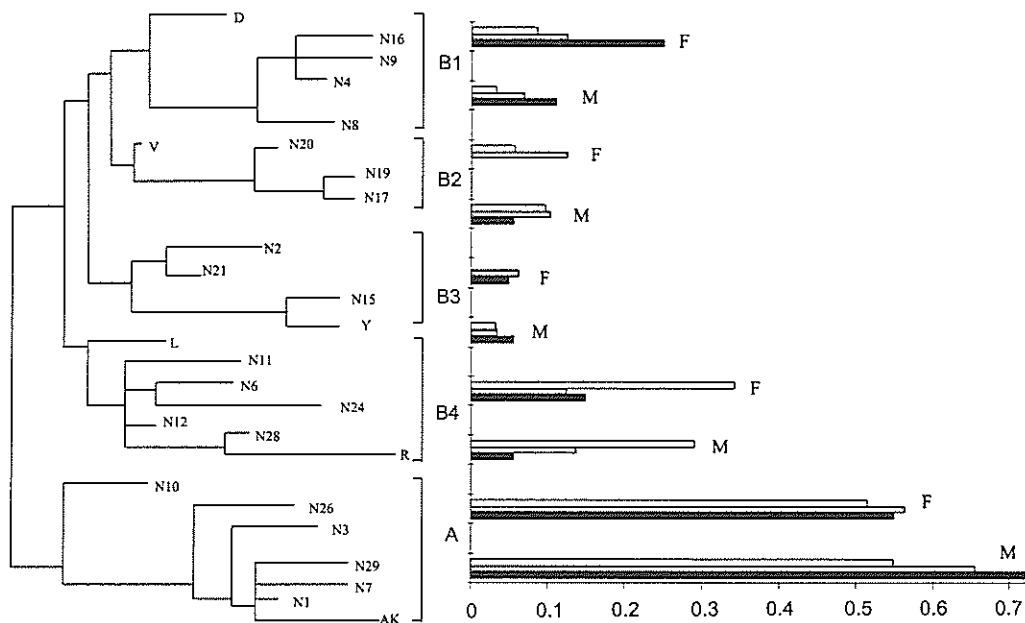 D
N16
N9
N4
N8
B1
F
M
V
N20
N19
N17
B2
F
M
N2
N21
N15
Y
B3
F
M
L
N11
N6
N24
N12
N28
R
B4
F
M
N10
N26
N3
N29
N7
N1
AK
A
F
M
0 0.1 0.2 0.3 0.4 0.5 0.6 0.7